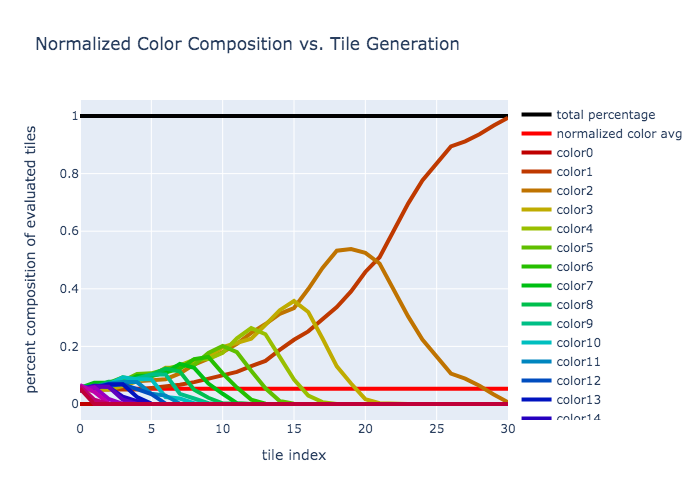 Normalized Color Composition vs. Tile Generation
percent composition of evaluated tiles
1
0.8
0.6
0.4
0.2
0
0 5 10 15 20 25 30
tile index
total percentage
normalized color avg
color0
color1
color2
color3
color4
color5
color6
color7
color8
color9
color10
color11
color12
color13
color14